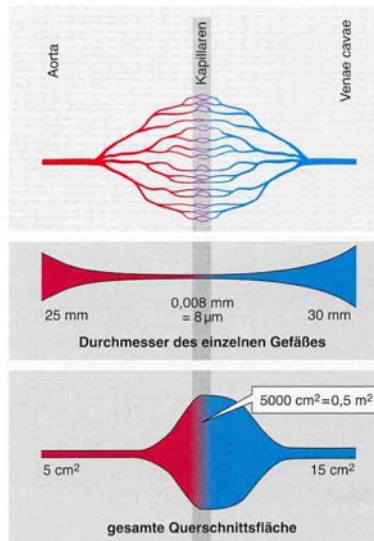 Aorta
Kapillaren
Venae cavae
25 mm
0,008 mm
= 8 µm
30 mm
Durchmesser des einzelnen Gefäßes
5000 cm² = 0,5 m²
5 cm²
15 cm²
gesamte Querschnittsfläche